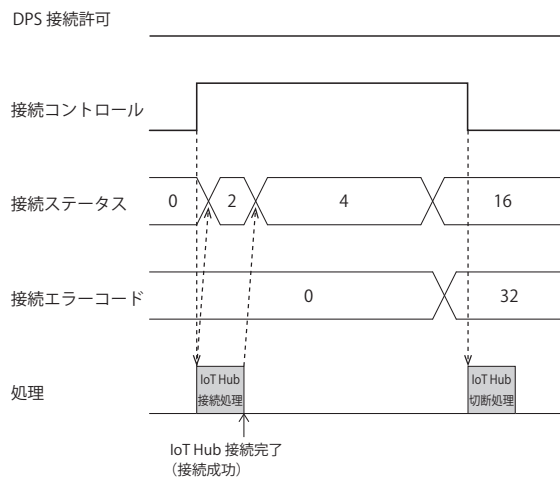 DPS 接続許可
接続コントロール
接続ステータス
0
2
4
16
接続エラーコード
0
32
処理
IoT Hub
接続処理
IoT Hub
切断処理
IoT Hub 接続完了
（接続成功）